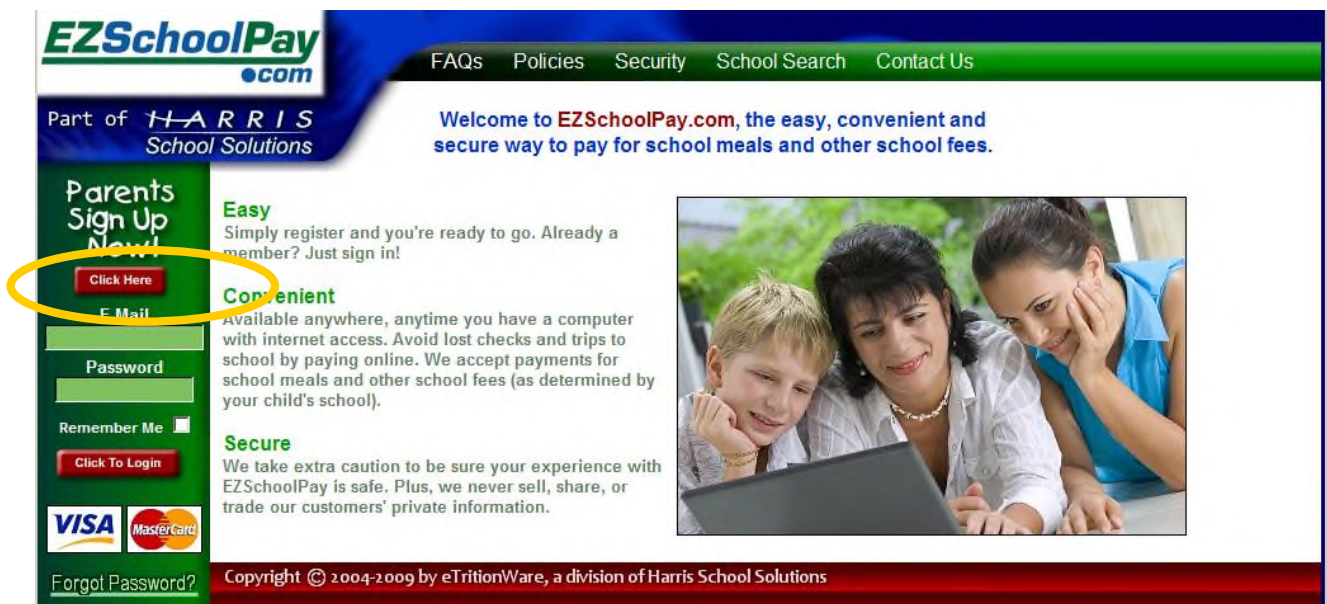 EZSchoolPay
.com
FAQs Policies Security School Search Contact Us
Part of HARRIS
School Solutions
Welcome to EZSchoolPay.com, the easy, convenient and
secure way to pay for school meals and other school fees.
Parents
Sign Up
Now!
Click Here
E Mail
Password
Remember Me
Click To Login
VISA MasterCard
Forgot Password?
Easy
Simply register and you're ready to go. Already a
member? Just sign in!
Convenient
Available anywhere, anytime you have a computer
with internet access. Avoid lost checks and trips to
school by paying online. We accept payments for
school meals and other school fees (as determined by
your child's school).
Secure
We take extra caution to be sure your experience with
EZSchoolPay is safe. Plus, we never sell, share, or
trade our customers' private information.
Copyright © 2004-2009 by eTritionWare, a division of Harris School Solutions